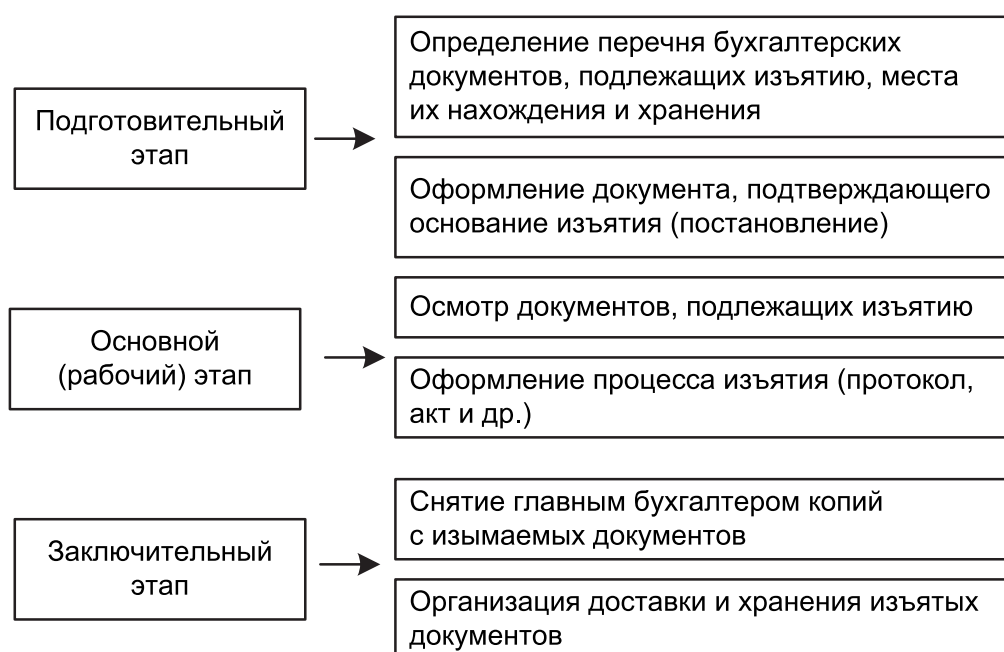 Подготовительный
этап
Определение перечня бухгалтерских
документов, подлежащих изъятию, места
их нахождения и хранения
Оформление документа, подтверждающего
основание изъятия (постановление)
Основной
(рабочий) этап
Осмотр документов, подлежащих изъятию
Оформление процесса изъятия (протокол,
акт и др.)
Заключительный
этап
Снятие главным бухгалтером копий
с изымаемых документов
Организация доставки и хранения изъятых
документов